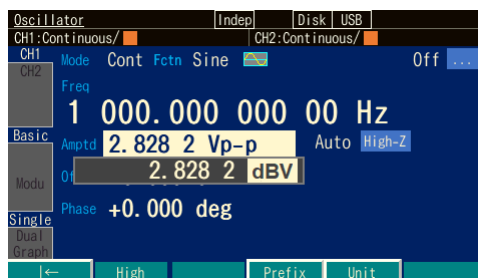 Oscillator Indep Disk USB
CH1:Continuous/ CH2:Continuous/
CH1 Mode Cont Fctn Sine Off ...
CH2
Freq
1 000.000 000 00 Hz
Basic Amptd 2.828 2 Vp-p Auto High-Z
2.828 2 dBV
Modu
Phase +0.000 deg
Single
Dual
Graph
|← High Prefix Unit